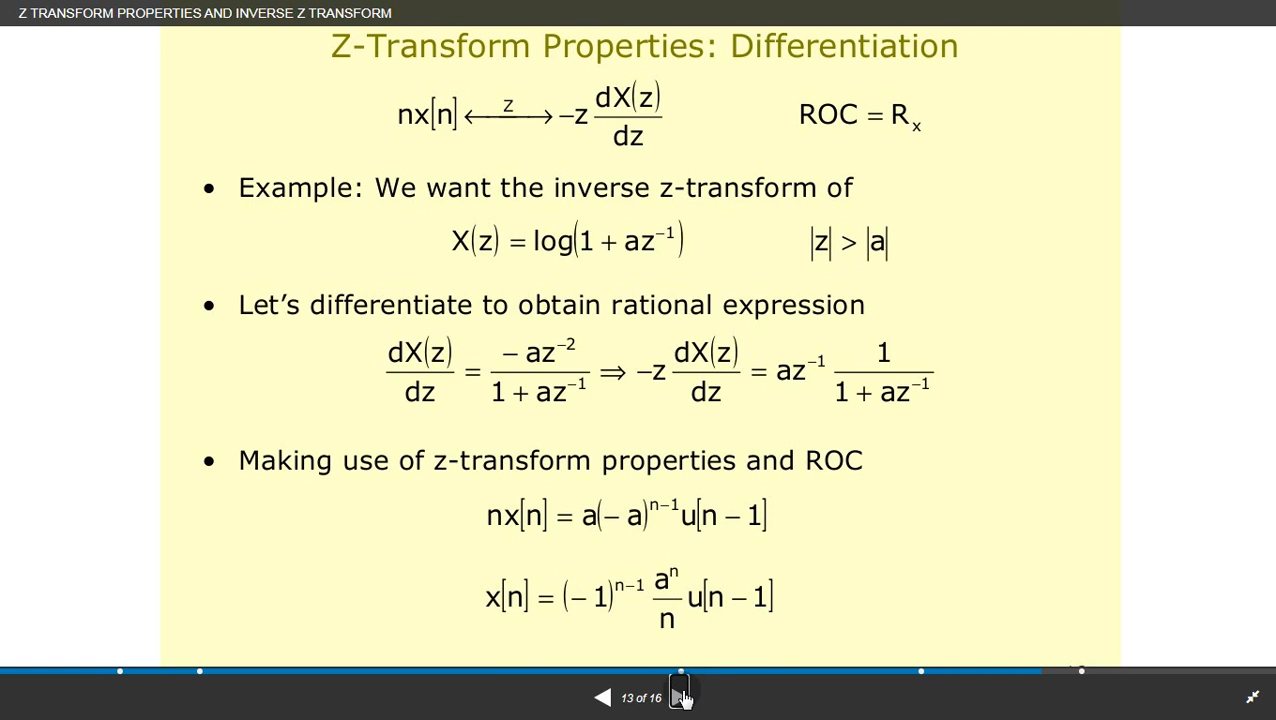 Z TRANSFORM PROPERTIES AND INVERSE Z TRANSFORM
Z-Transform Properties: Differentiation
nx[n] ←z→ −z dX(z)/dz ROC = Rₓ
• Example: We want the inverse z-transform of
X(z) = log(1 + az⁻¹) |z| > |a|
• Let’s differentiate to obtain rational expression
dX(z)/dz = − az⁻²/1 + az⁻¹ ⇒ −z dX(z)/dz = az⁻¹ 1/1 + az⁻¹
• Making use of z-transform properties and ROC
nx[n] = a(− a)ⁿ⁻¹u[n − 1]
x[n] = (− 1)ⁿ⁻¹ aⁿ/n u[n − 1]
13 of 16